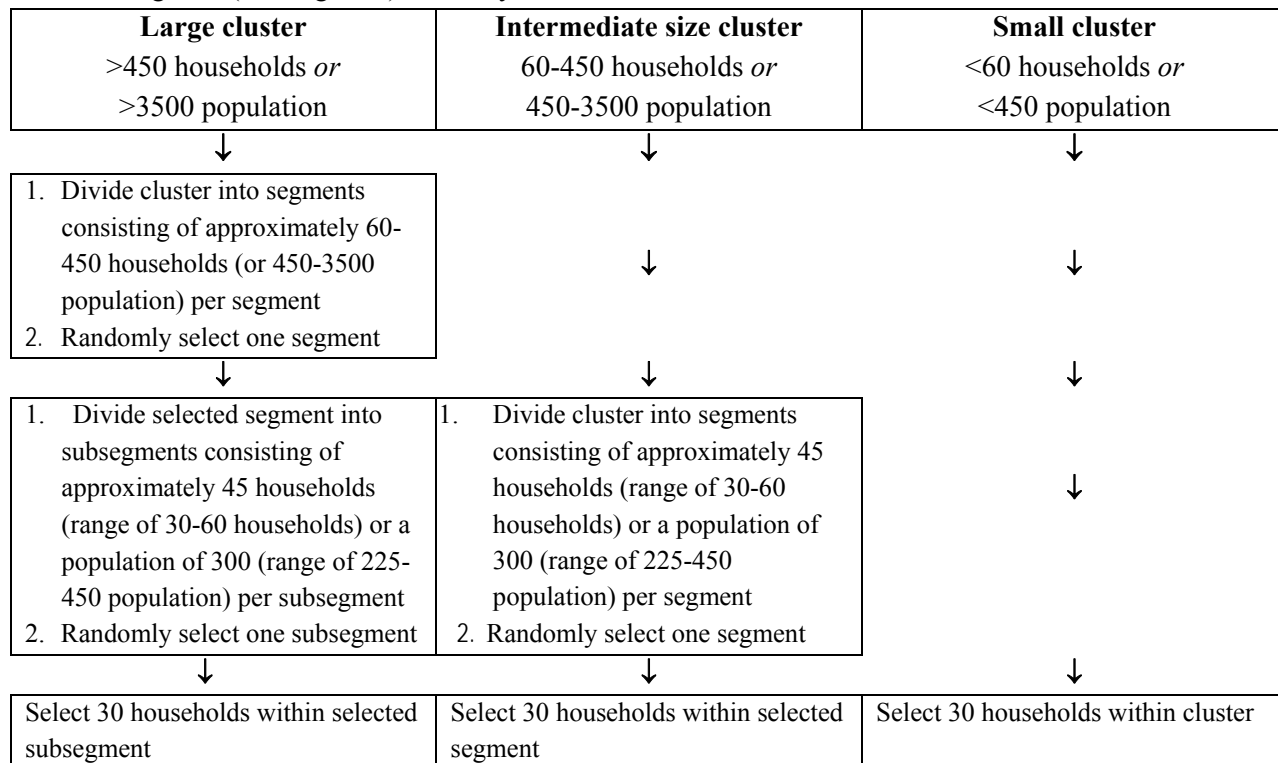 Large cluster
>450 households or
>3500 population
Intermediate size cluster
60-450 households or
450-3500 population
Small cluster
<60 households or
<450 population
↓ ↓ ↓
1. Divide cluster into segments
consisting of approximately 60-
450 households (or 450-3500
population) per segment
2. Randomly select one segment
↓ ↓
↓ ↓ ↓
1. Divide selected segment into
subsegments consisting of
approximately 45 households
(range of 30-60 households) or a
population of 300 (range of 225-
450 population) per subsegment
2. Randomly select one subsegment
1. Divide cluster into segments
consisting of approximately 45
households (range of 30-60
households) or a population of
300 (range of 225-450
population) per segment
2. Randomly select one segment
↓
↓ ↓ ↓
Select 30 households within selected
subsegment
Select 30 households within selected
segment
Select 30 households within cluster